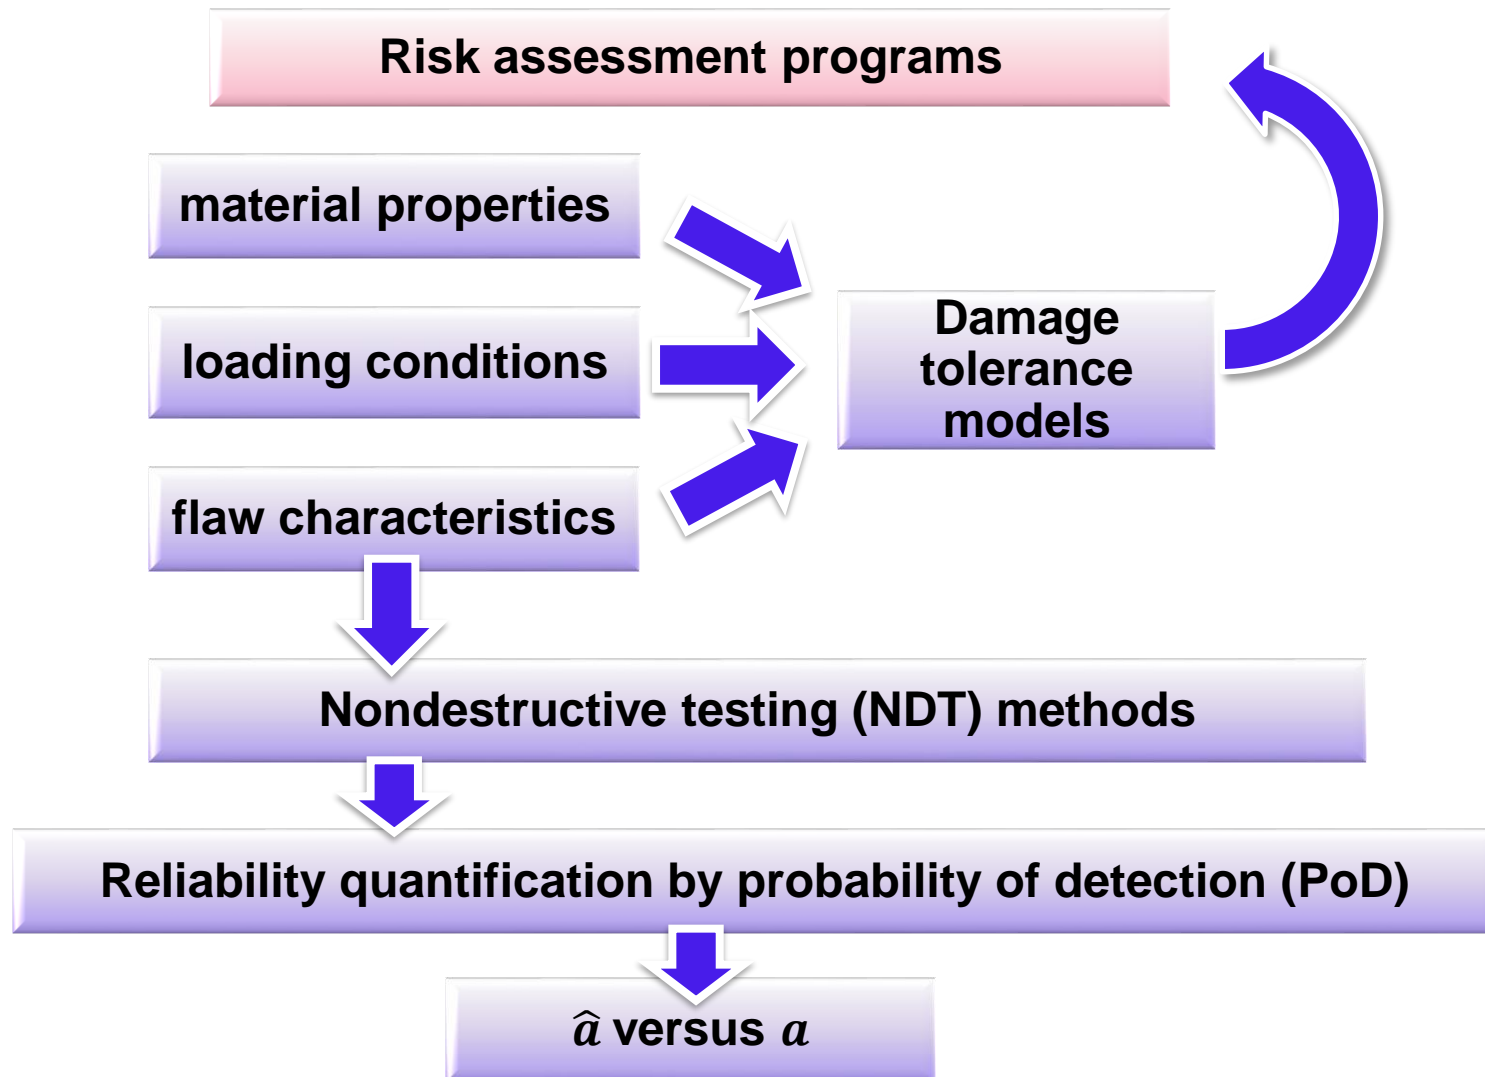 Risk assessment programs
material properties
loading conditions
flaw characteristics
Damage
tolerance
models
Nondestructive testing (NDT) methods
Reliability quantification by probability of detection (PoD)
â versus a